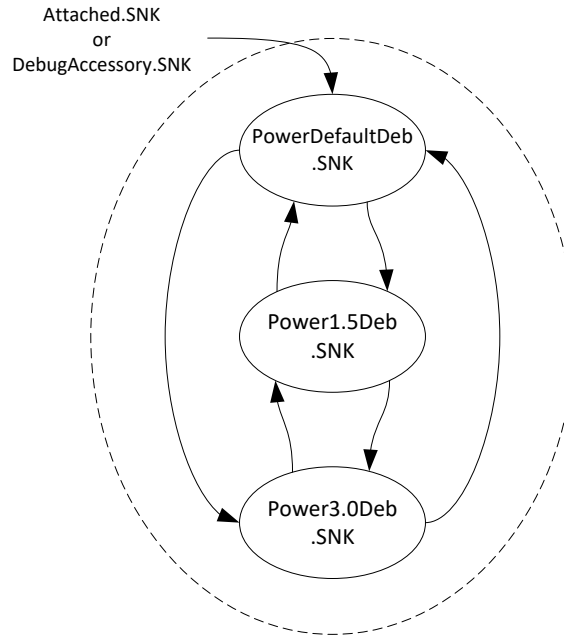 Attached.SNK
or
DebugAccessory.SNK
PowerDefaultDeb
.SNK
Power1.5Deb
.SNK
Power3.0Deb
.SNK